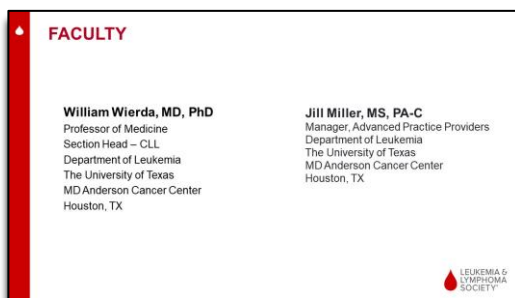 FACULTY
William Wierda, MD, PhD
Professor of Medicine
Section Head – CLL
Department of Leukemia
The University of Texas
MD Anderson Cancer Center
Houston, TX
Jill Miller, MS, PA-C
Manager, Advanced Practice Providers
Department of Leukemia
The University of Texas
MD Anderson Cancer Center
Houston, TX
LEUKEMIA &
LYMPHOMA
SOCIETY